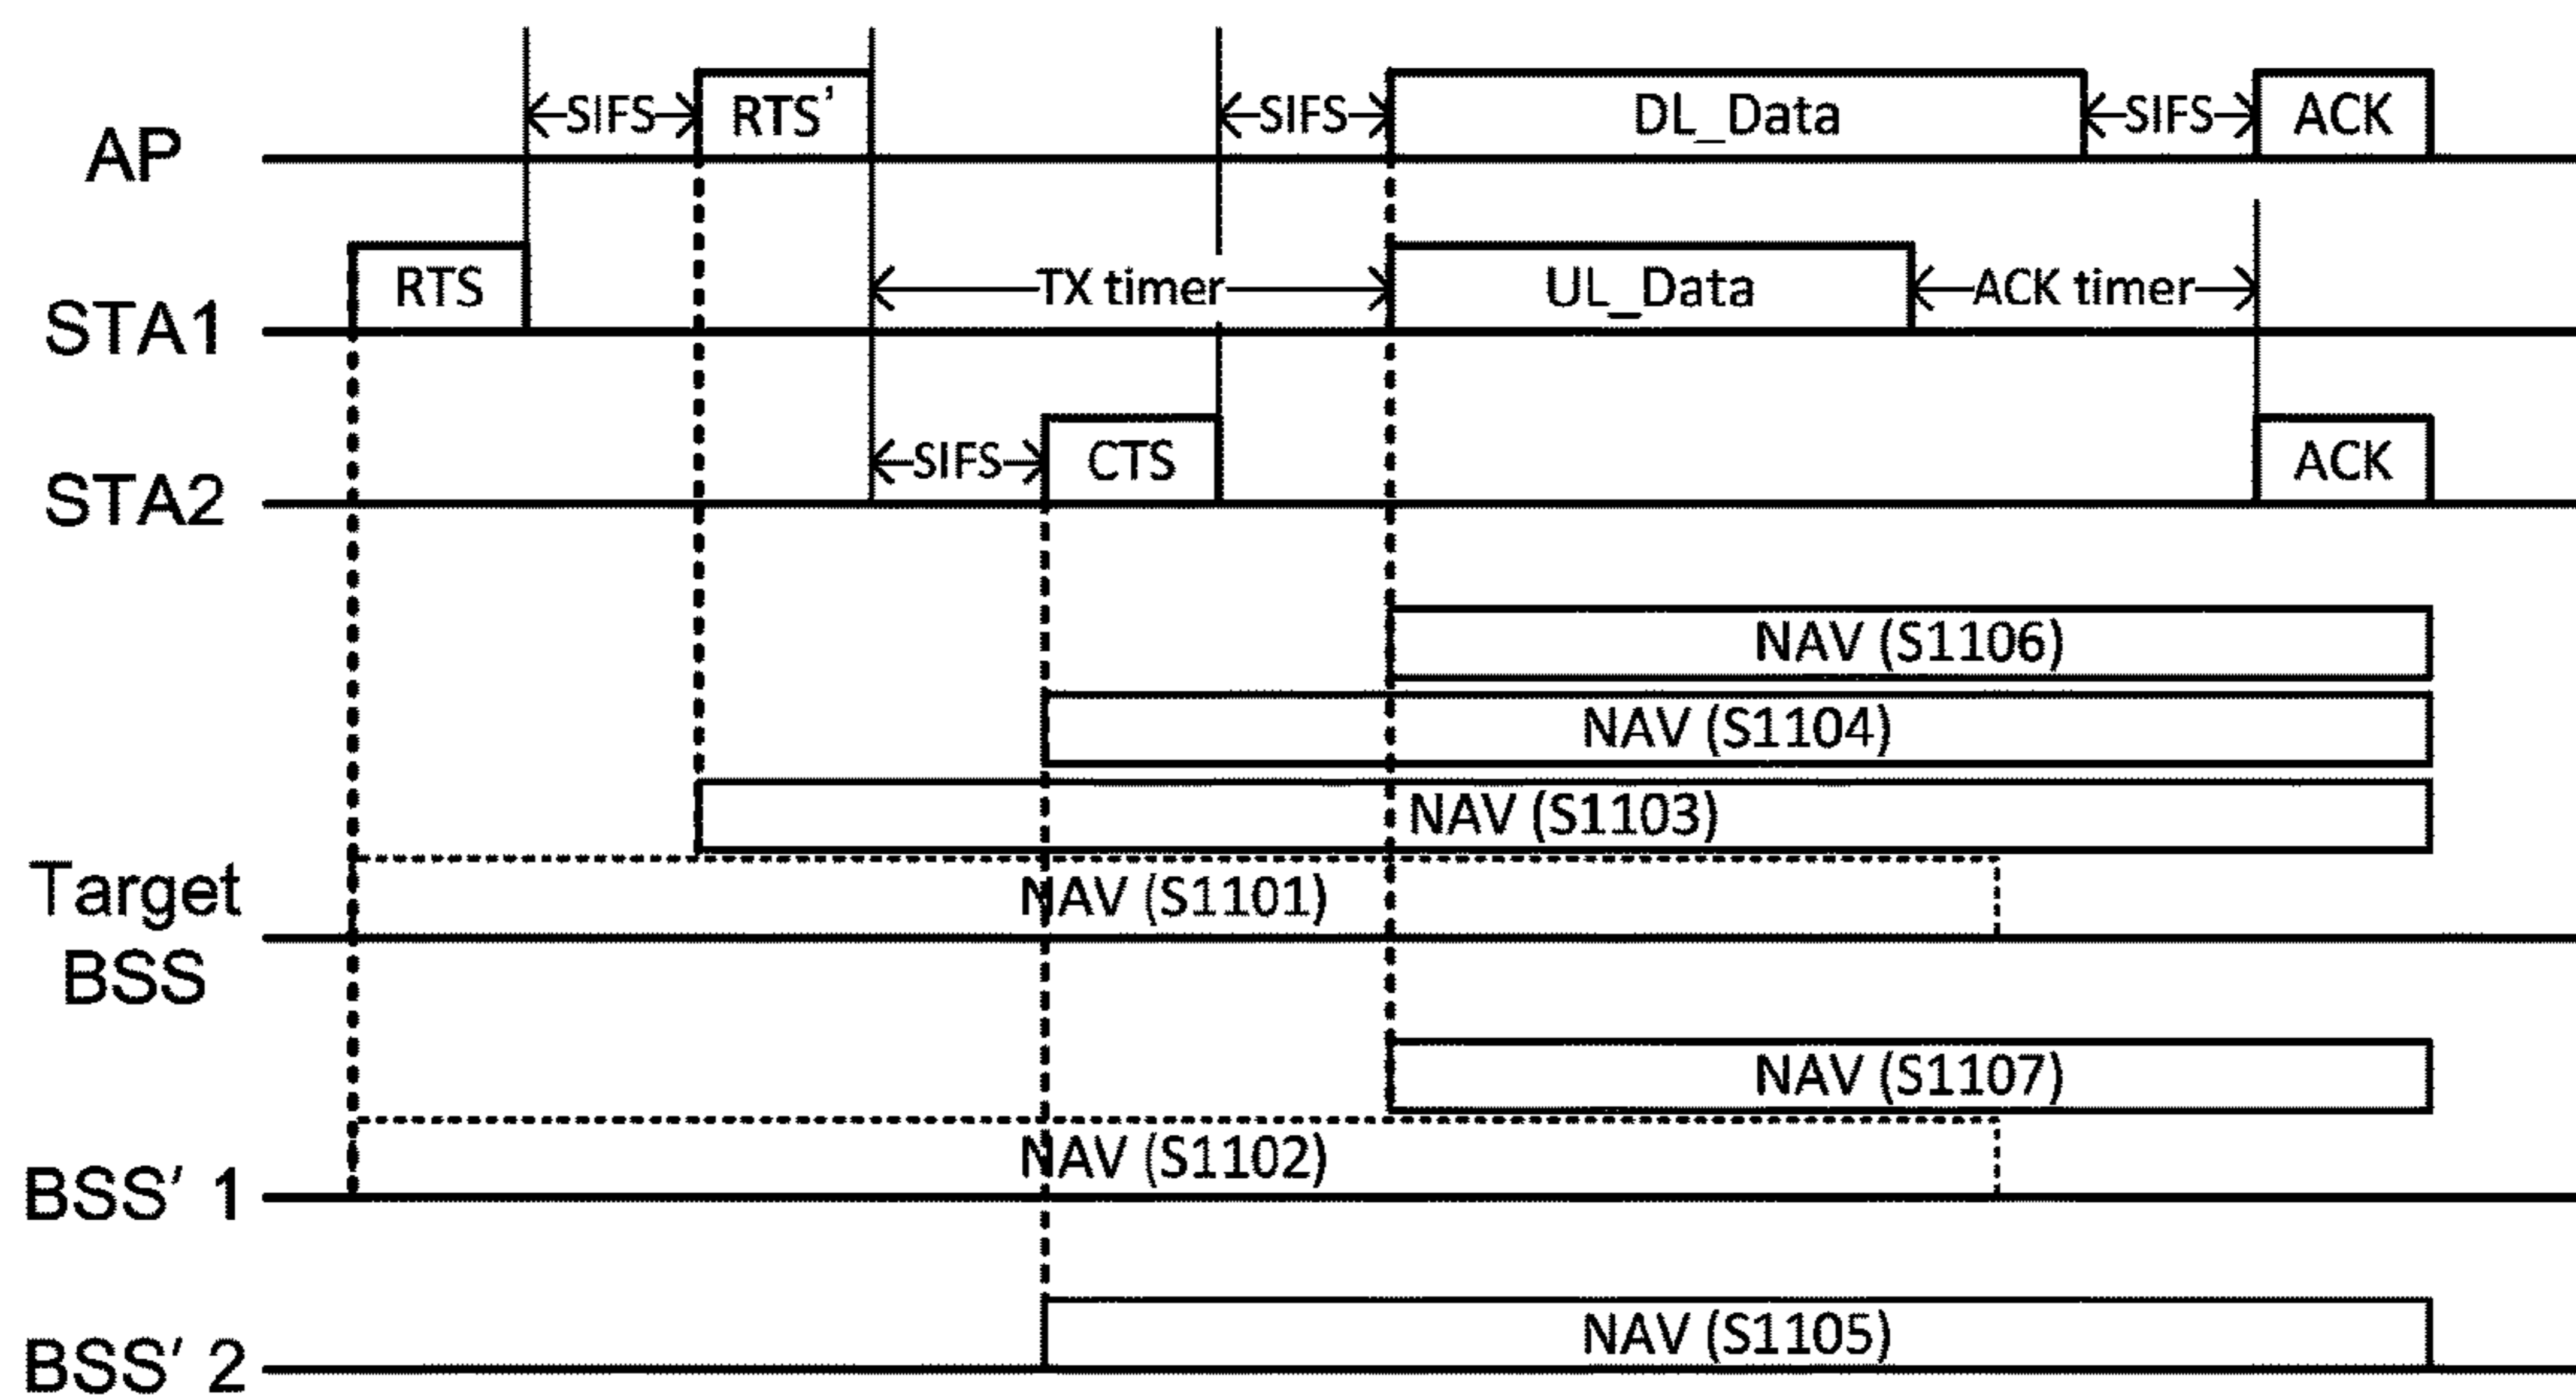 SIFS RTS’ SIFS DL_Data SIFS ACK
AP
RTS TX timer UL_Data ACK timer
STA1
SIFS CTS ACK
STA2
NAV (S1106)
NAV (S1104)
NAV (S1103)
Target
NAV (S1101)
BSS
NAV (S1107)
NAV (S1102)
BSS' 1
NAV (S1105)
BSS' 2